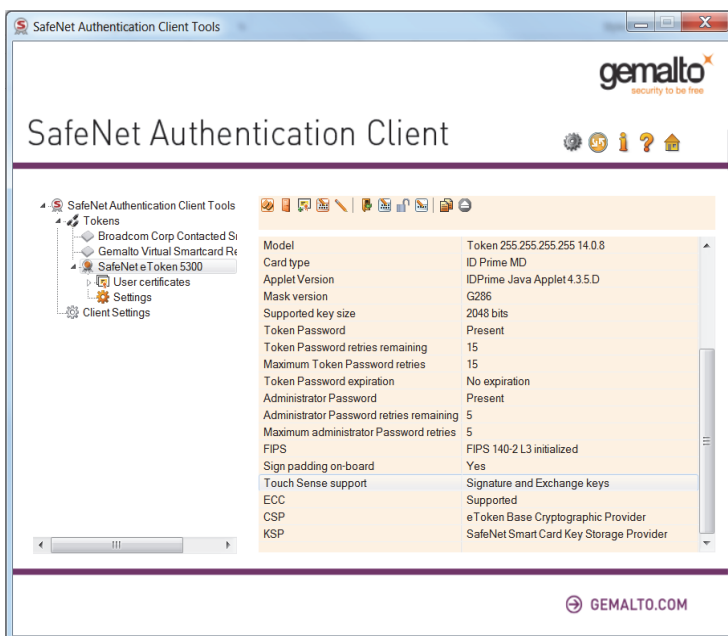 SafeNet Authentication Client Tools
gemalto
security to be free
SafeNet Authentication Client
SafeNet Authentication Client Tools
Tokens
Broadcom Corp Contacted
Gemalto Virtual Smartcard Re
SafeNet eToken 5300
User certificates
Settings
Client Settings
Model Token 255.255.255.255 14.0.8
Card type ID Prime MD
Applet Version IDPrime Java Applet 4.3.5.D
Mask version G286
Supported key size 2048 bits
Token Password Present
Token Password retries remaining 15
Maximum Token Password retries 15
Token Password expiration No expiration
Administrator Password Present
Administrator Password retries remaining 5
Maximum administrator Password retries 5
FIPS FIPS 140-2 L3 initialized
Sign padding on-board Yes
Touch Sense support Signature and Exchange keys
ECC Supported
CSP eToken Base Cryptographic Provider
KSP SafeNet Smart Card Key Storage Provider
GEMALTO.COM